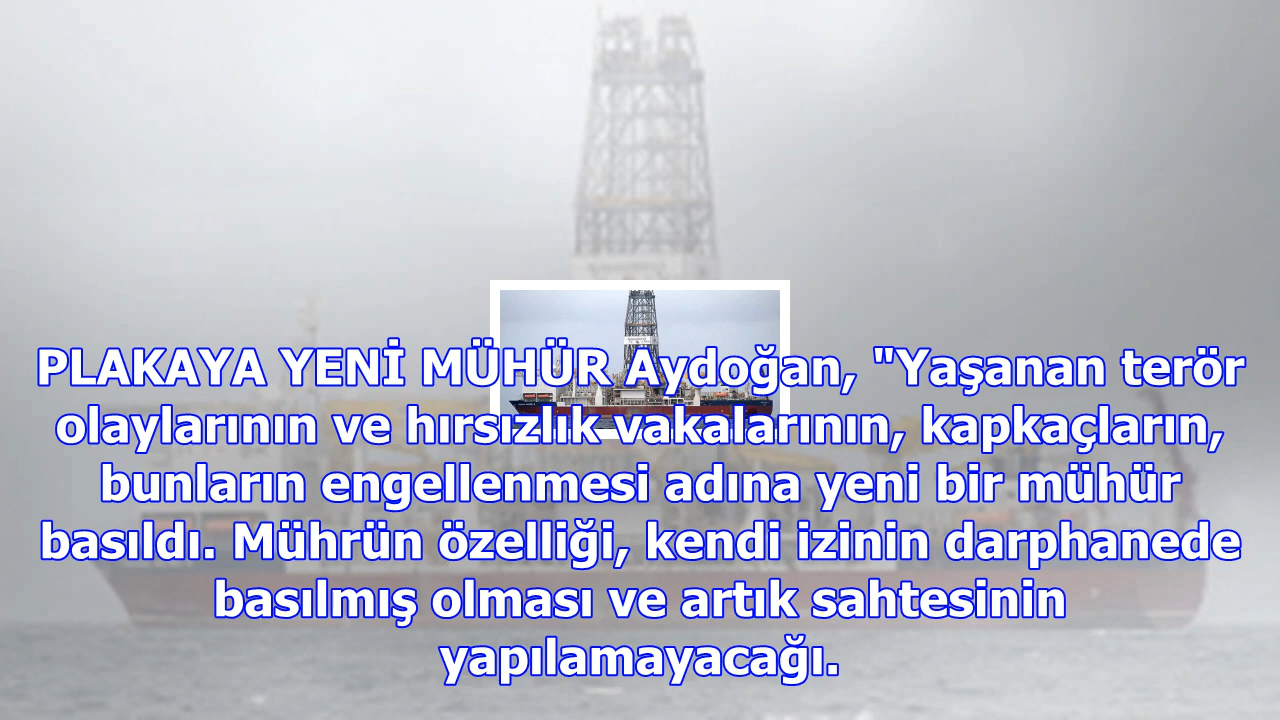 PLAKAYA YENİ MÜHÜR Aydoğan, "Yaşanan terör
olaylarının ve hırsızlık vakalarının, kapkaçların,
bunların engellenmesi adına yeni bir mühür
basıldı. Mührün özelliği, kendi izinin darphanede
basılmış olması ve artık sahtesinin
yapılamayacağı.